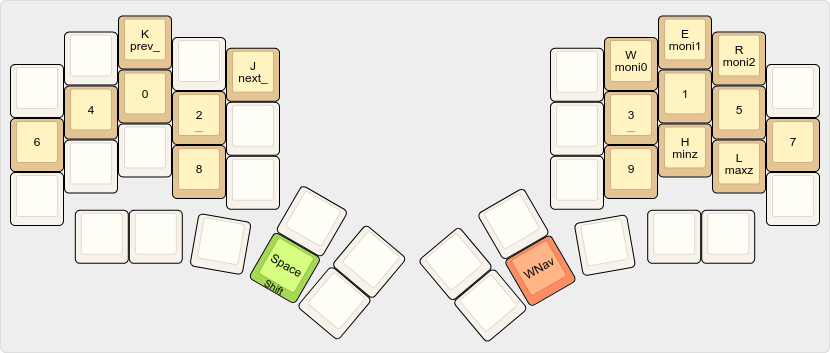 K
prev_
J
next_
0
4
2
_
6
8
Space
Shift
E
moni1
W
moni0
R
moni2
1
3
_
5
H
minz
7
9
L
maxz
WNav